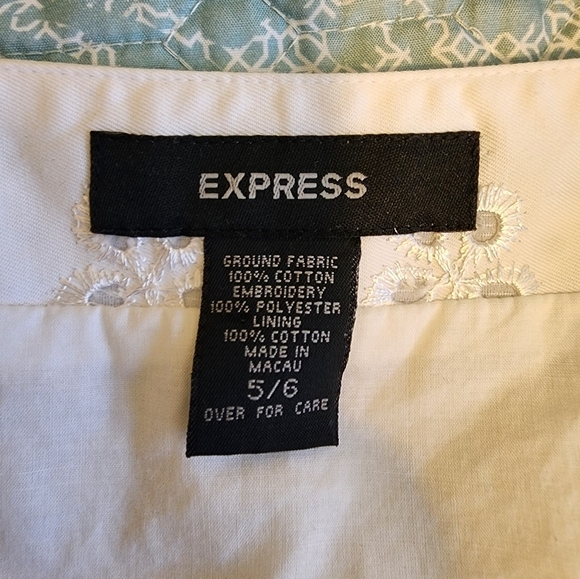 EXPRESS
GROUND FABRIC
100% COTTON
EMBROIDERY
100% POLYESTER
LINING
100% COTTON
MADE IN
MACAU
5/6
OVER FOR CARE